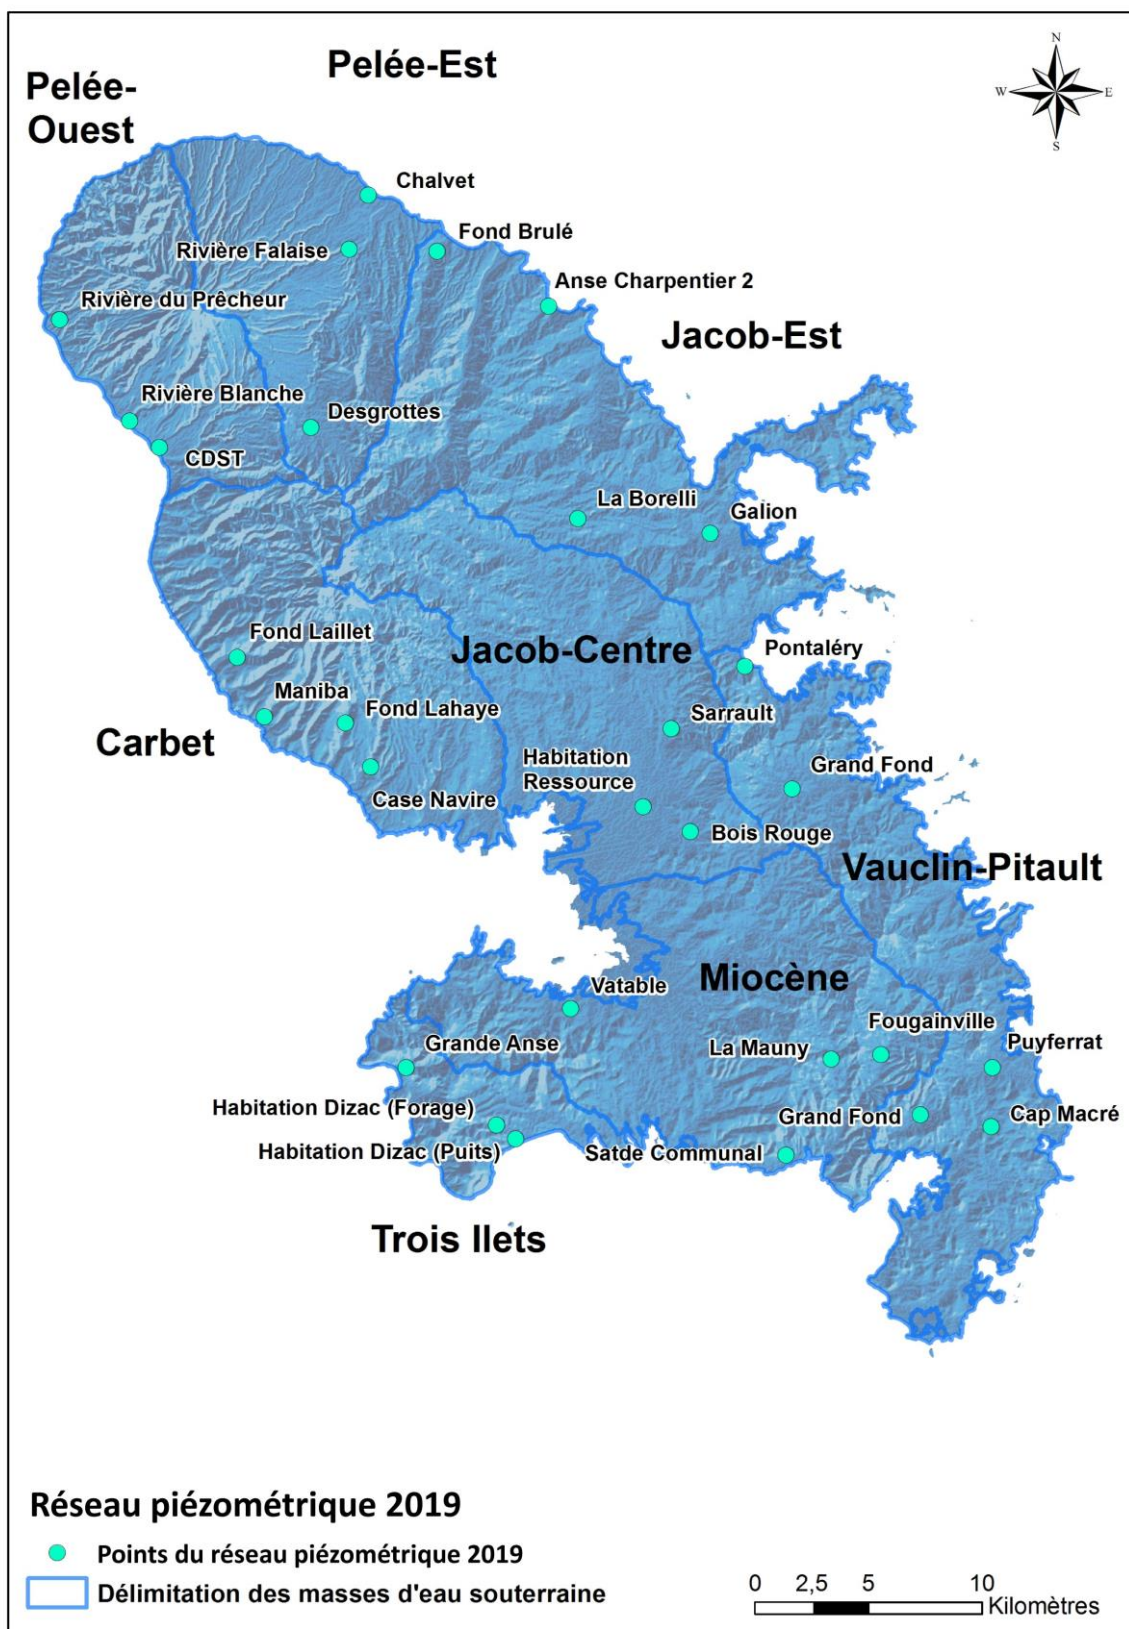 Pelée-Est
Pelée-
Ouest
N
W
E
S
Chalvet
Fond Brulé
Rivière Falaise
Anse Charpentier 2
Rivière du Prêcheur
Jacob-Est
Rivière Blanche
Desgrottes
CDST
La Borelli
Galion
Fond Laillet
Jacob-Centre
Pontaléry
Maniba
Fond Lahaye
Sarrault
Carbet
Habitation
Ressource
Grand Fond
Case Navire
Bois Rouge
Vauclin-Pitault
Miocène
Vatable
Fougainville
Grande Anse
La Mauny
Puyferrat
Habitation Dizac (Forage)
Grand Fond
Cap Macré
Habitation Dizac (Puits)
Satde Communal
Trois Ilets
Réseau piézométrique 2019
Points du réseau piézométrique 2019
Délimitation des masses d'eau souterraine
0 2,5 5 10
Kilomètres